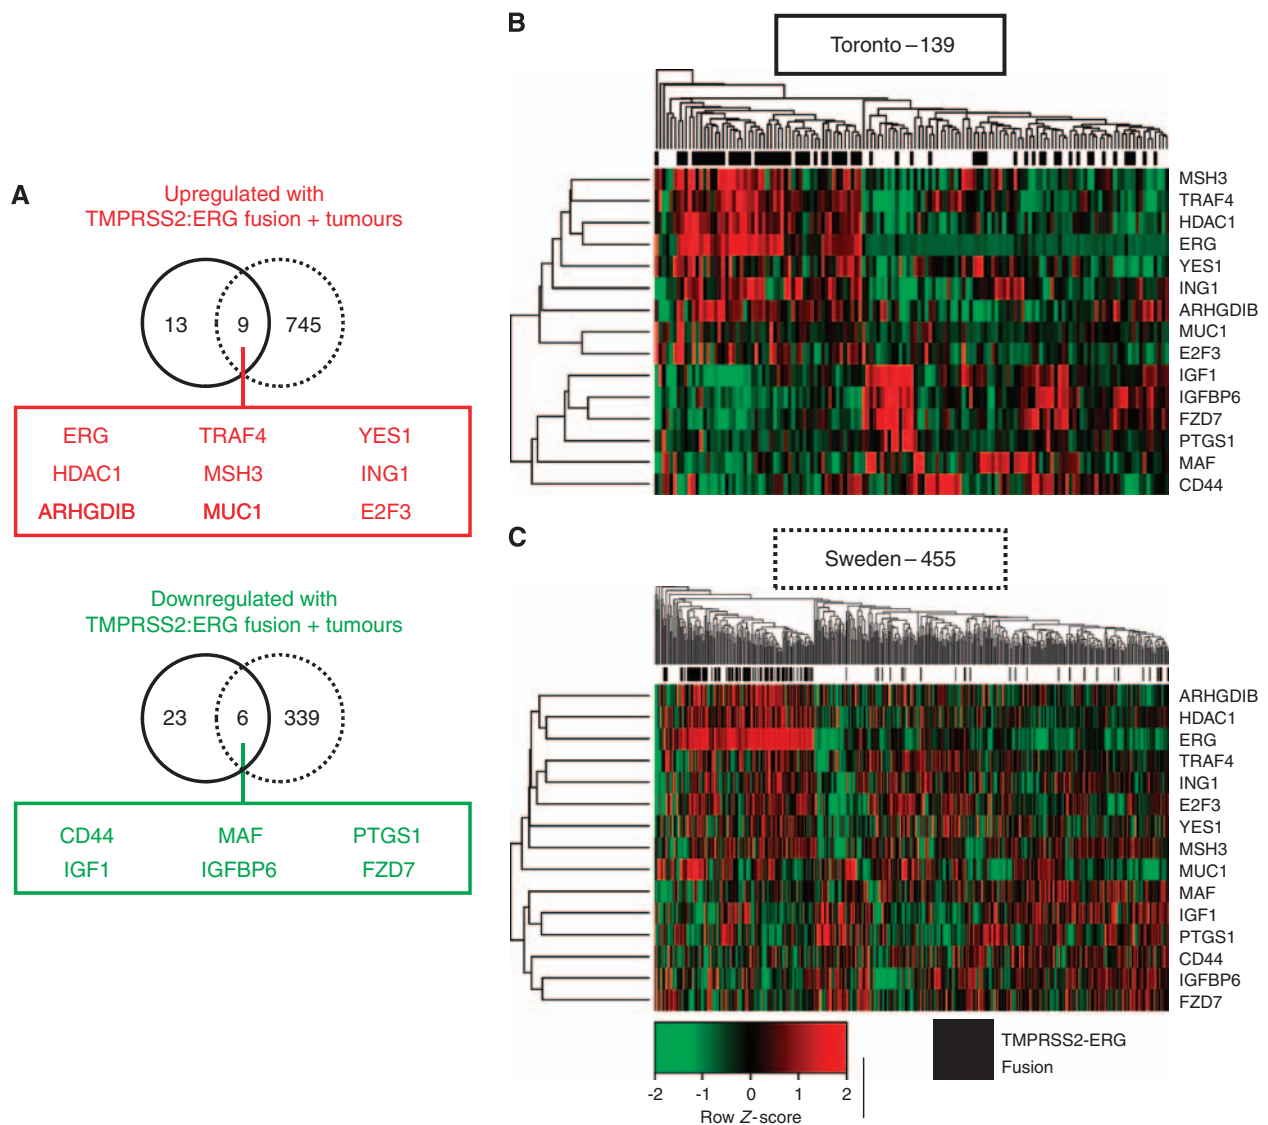 A
Upregulated with
TMPRSS2:ERG fusion + tumours
13 9 745
ERG TRAF4 YES1
HDAC1 MSH3 ING1
ARHGDIB MUC1 E2F3
Downregulated with
TMPRSS2:ERG fusion + tumours
23 6 339
CD44 MAF PTGS1
IGF1 IGFBP6 FZD7
B
Toronto – 139
MSH3
TRAF4
HDAC1
ERG
YES1
ING1
ARHGDIB
MUC1
E2F3
IGF1
IGFBP6
FZD7
PTGS1
MAF
CD44
C
Sweden – 455
ARHGDIB
HDAC1
ERG
TRAF4
ING1
E2F3
YES1
MSH3
MUC1
MAF
IGF1
PTGS1
CD44
IGFBP6
FZD7
-2 -1 0 1 2
Row Z-score
TMPRSS2-ERG
Fusion